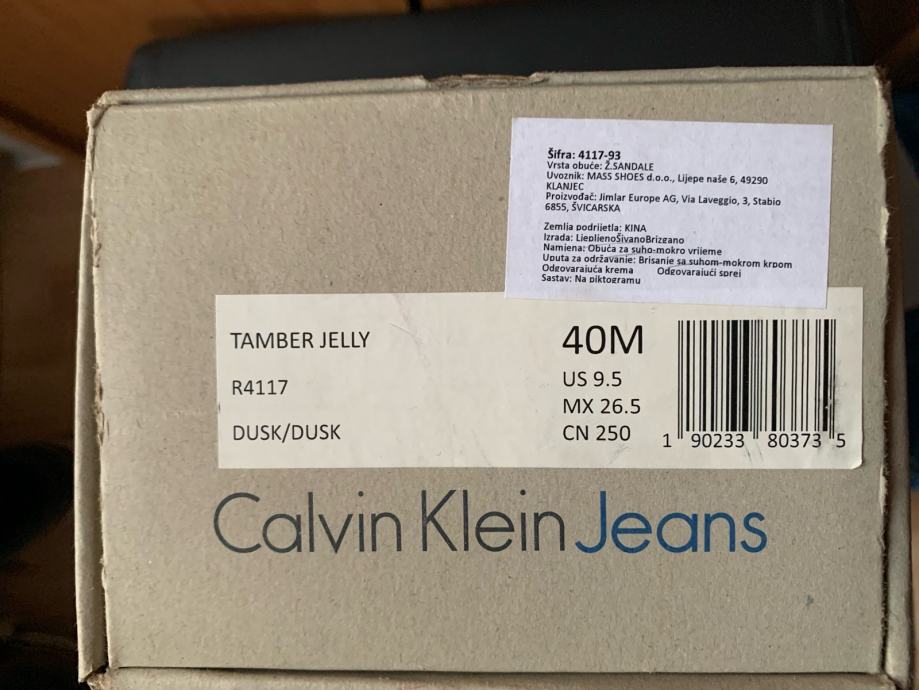 Šifra: 4117-93
Vrsta obuće: Ž.SANDALE
Uvoznik: MASS SHOES d.o.o., Lijepe naše 6, 49290
KLANJEC
Proizvođač: Jimlar Europe AG, Via Laveggio, 3, Stabio
6855, ŠVICARSKA
Zemlja podrijetla: KINA
Izrada: LijepljenoŠivanoBrizgano
Namjena: Obuća za suho-mokro vrijeme
Uputa za održavanje: Brisanje sa suhom-mokrom krpom
Odgovarajuća krema Odgovarajući sprej
Sastav: Na piktogramu
TAMBER JELLY
R4117
DUSK/DUSK
40M
US 9.5
MX 26.5
CN 250
1 90233 80373 5
Calvin Klein Jeans